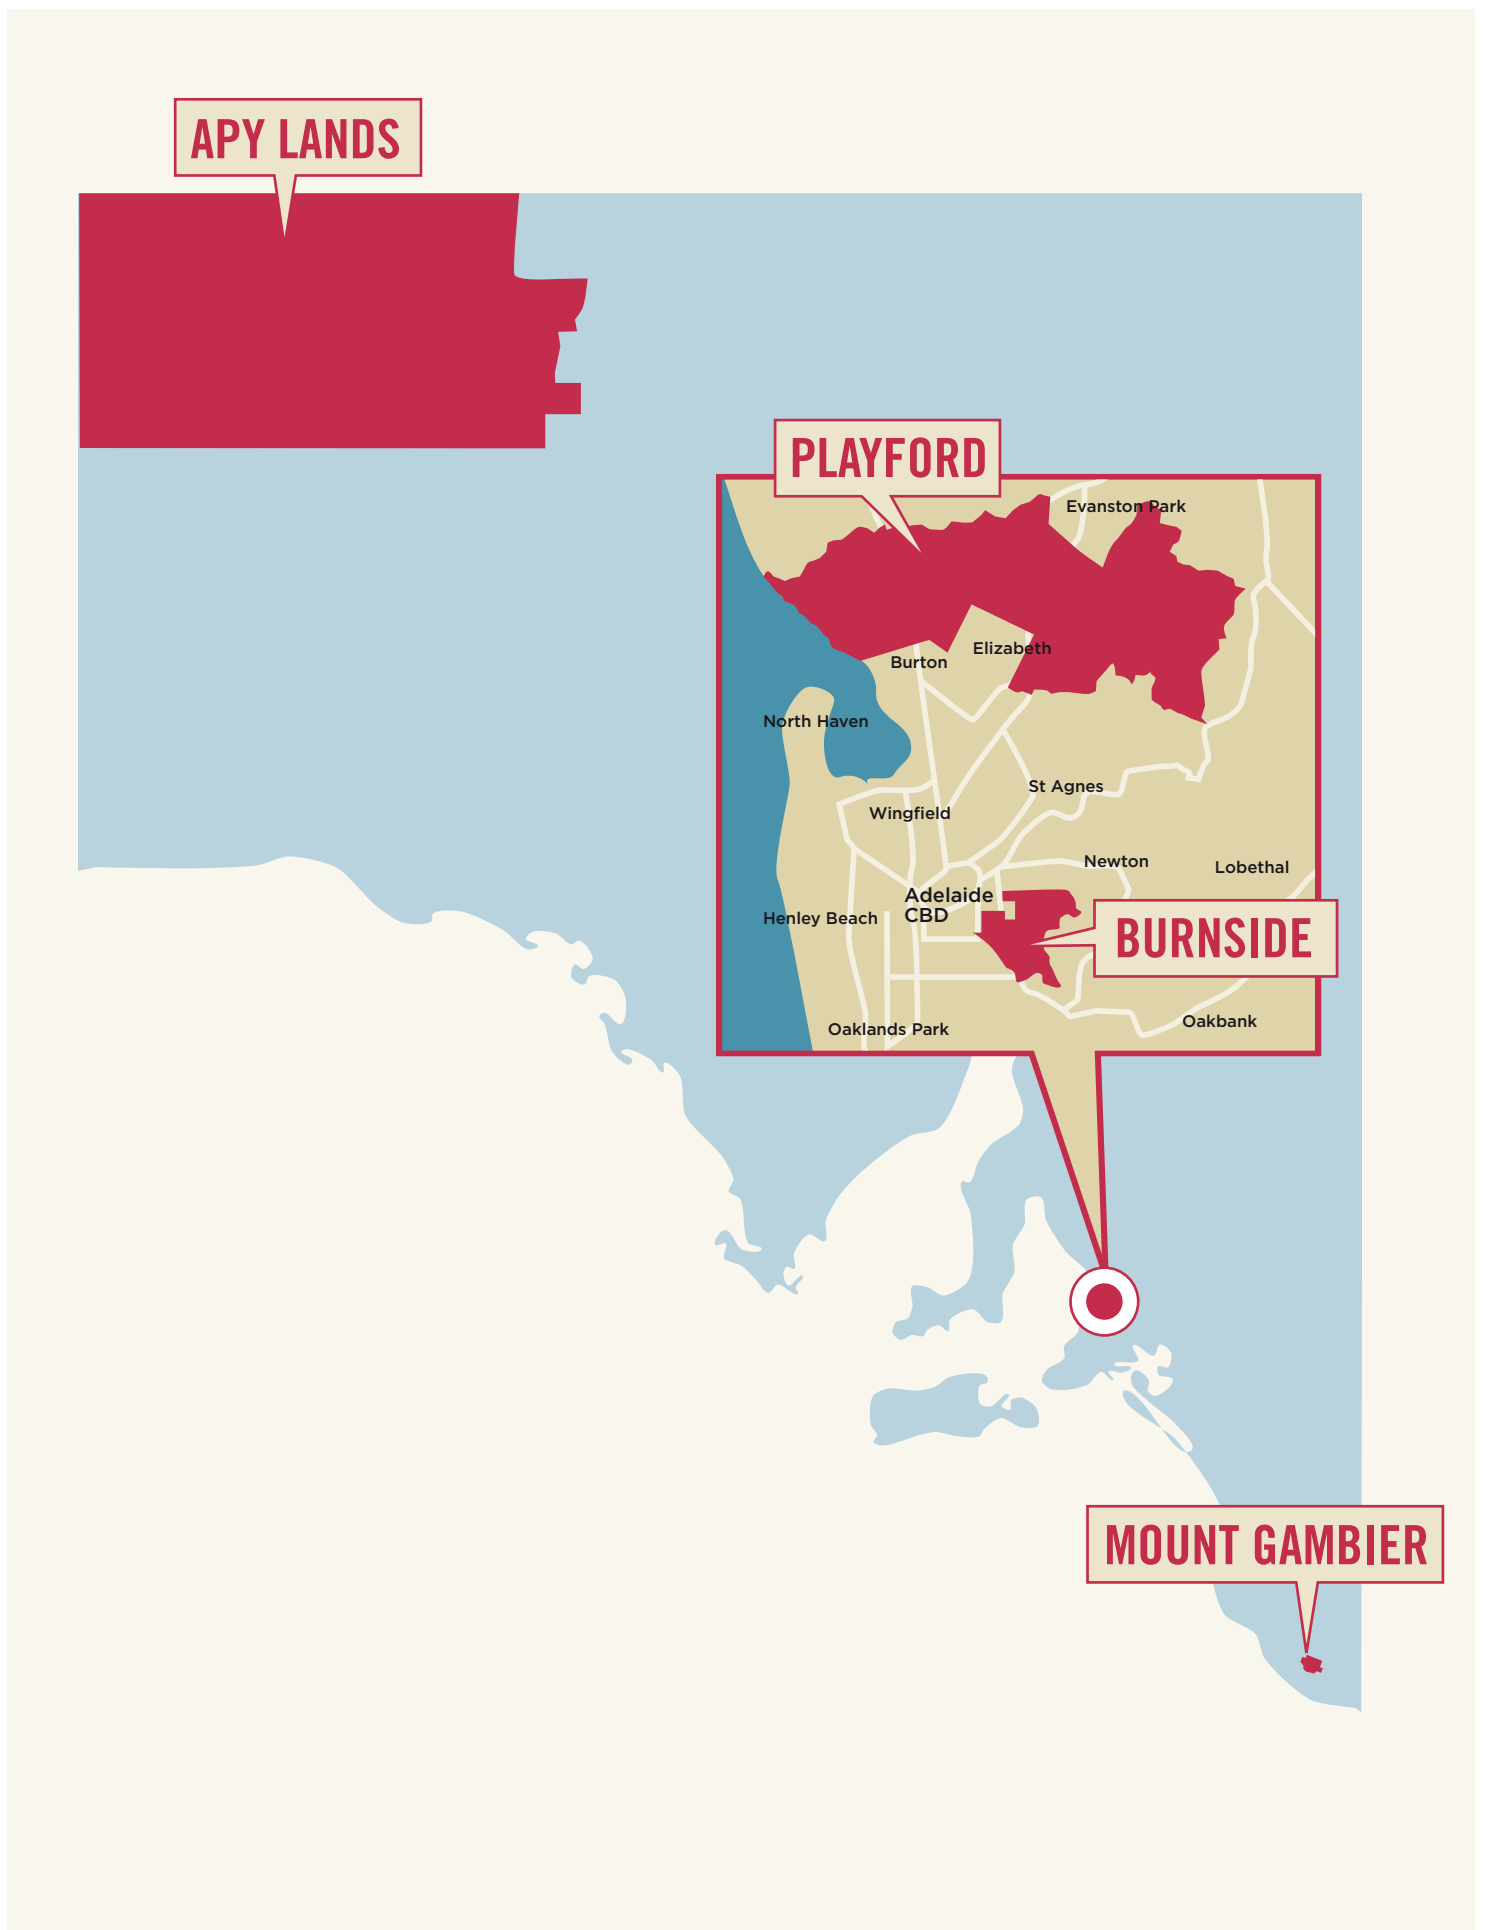 APY LANDS
PLAYFORD
Evanston Park
Elizabeth
Burton
North Haven
St Agnes
Wingfield
Newton
Lobethal
Adelaide
CBD
Henley Beach
BURNSIDE
Oakbank
Oaklands Park
MOUNT GAMBIER